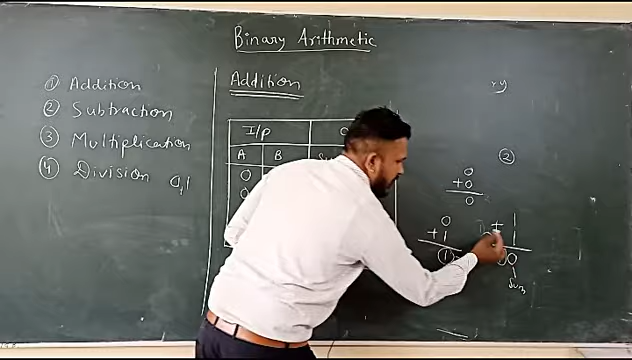 Binary Arithmetic
① Addition
② Subtraction
③ Multiplication
④ Division 0,1
Addition
I/p
A B
0
0
②
0
+0
0
0
+1
①
1
+1
0